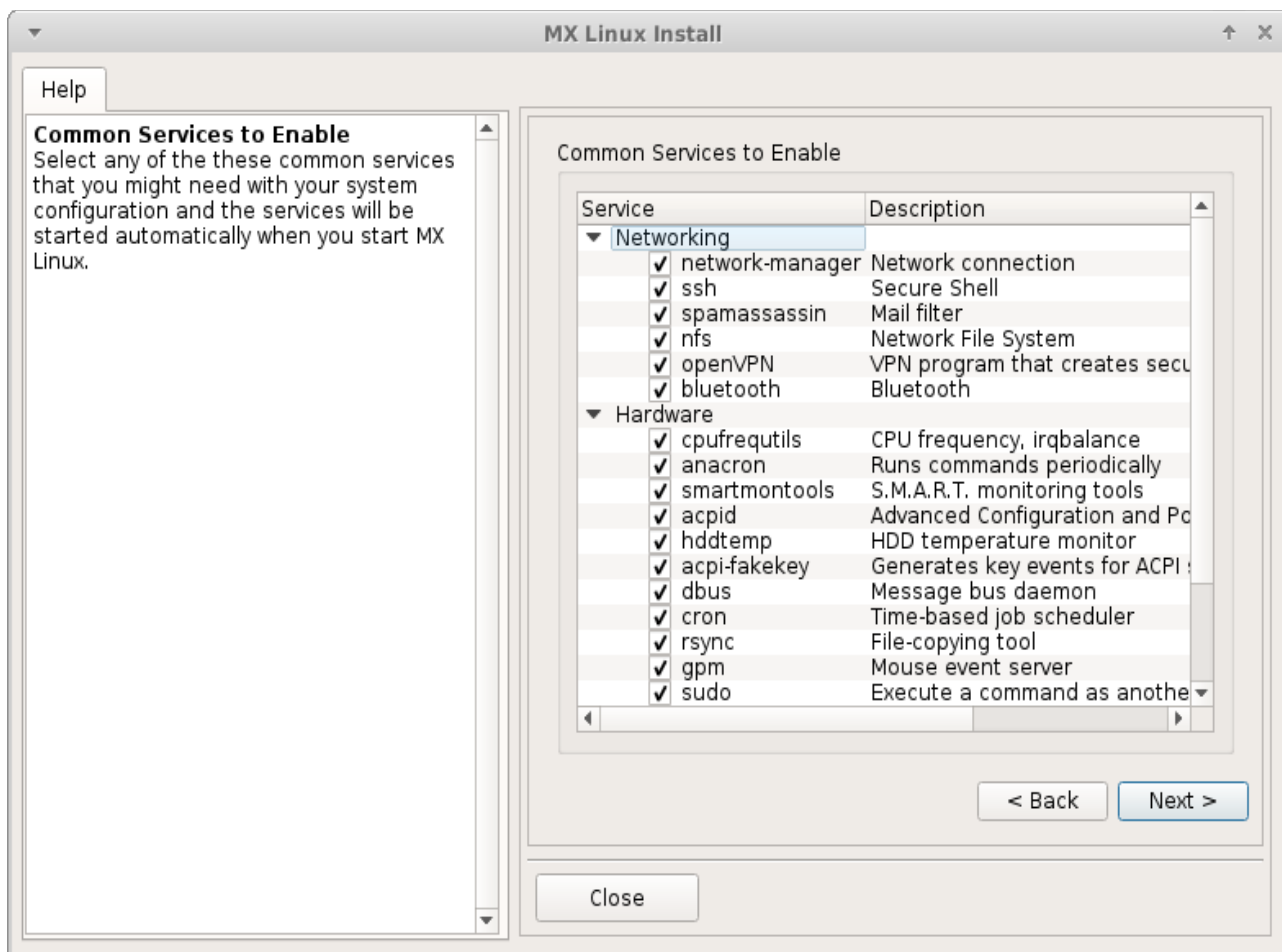 MX Linux Install
Help
Common Services to Enable
Select any of the these common services
that you might need with your system
configuration and the services will be
started automatically when you start MX
Linux.
Common Services to Enable
Service Description
Networking
network-manager Network connection
ssh Secure Shell
spamassassin Mail filter
nfs Network File System
openVPN VPN program that creates secu
bluetooth Bluetooth
Hardware
cpufrequtils CPU frequency, irqbalance
anacron Runs commands periodically
smartmontools S.M.A.R.T. monitoring tools
acpid Advanced Configuration and Po
hddtemp HDD temperature monitor
acpi-fakekey Generates key events for ACPI
dbus Message bus daemon
cron Time-based job scheduler
rsync File-copying tool
gpm Mouse event server
sudo Execute a command as anothe
< Back Next >
Close